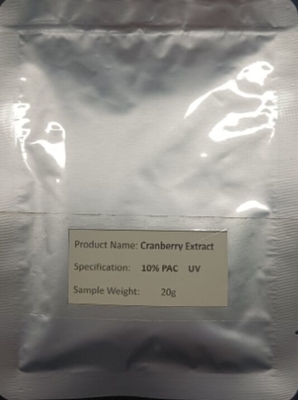 Product Name: Cranberry Extract
Specification: 10% PAC UV
Sample Weight: 20g